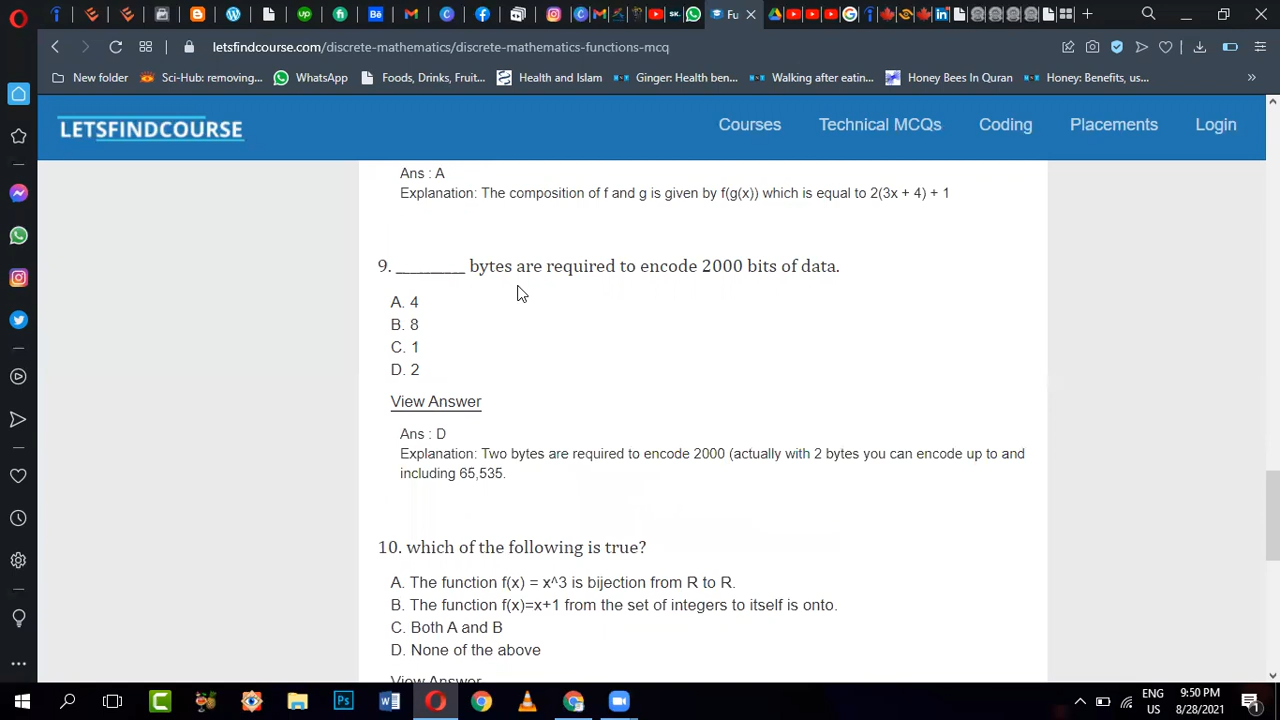 Fu
letsfindcourse.com/discrete-mathematics/discrete-mathematics-functions-mcq
New folder
Sci-Hub: removing...
WhatsApp
Foods, Drinks, Fruit...
Health and Islam
Ginger: Health ben...
Walking after eatin...
Honey Bees In Quran
Honey: Benefits, us...
LETSFINDCOURSE
Courses
Technical MCQs
Coding
Placements
Login
Ans : A
Explanation: The composition of f and g is given by f(g(x)) which is equal to 2(3x + 4) + 1
9. __________ bytes are required to encode 2000 bits of data.
A. 4
B. 8
C. 1
D. 2
View Answer
Ans : D
Explanation: Two bytes are required to encode 2000 (actually with 2 bytes you can encode up to and
including 65,535.
10. which of the following is true?
A. The function f(x) = x^3 is bijection from R to R.
B. The function f(x)=x+1 from the set of integers to itself is onto.
C. Both A and B
D. None of the above
View Answer
ENG
US
9:50 PM
8/28/2021